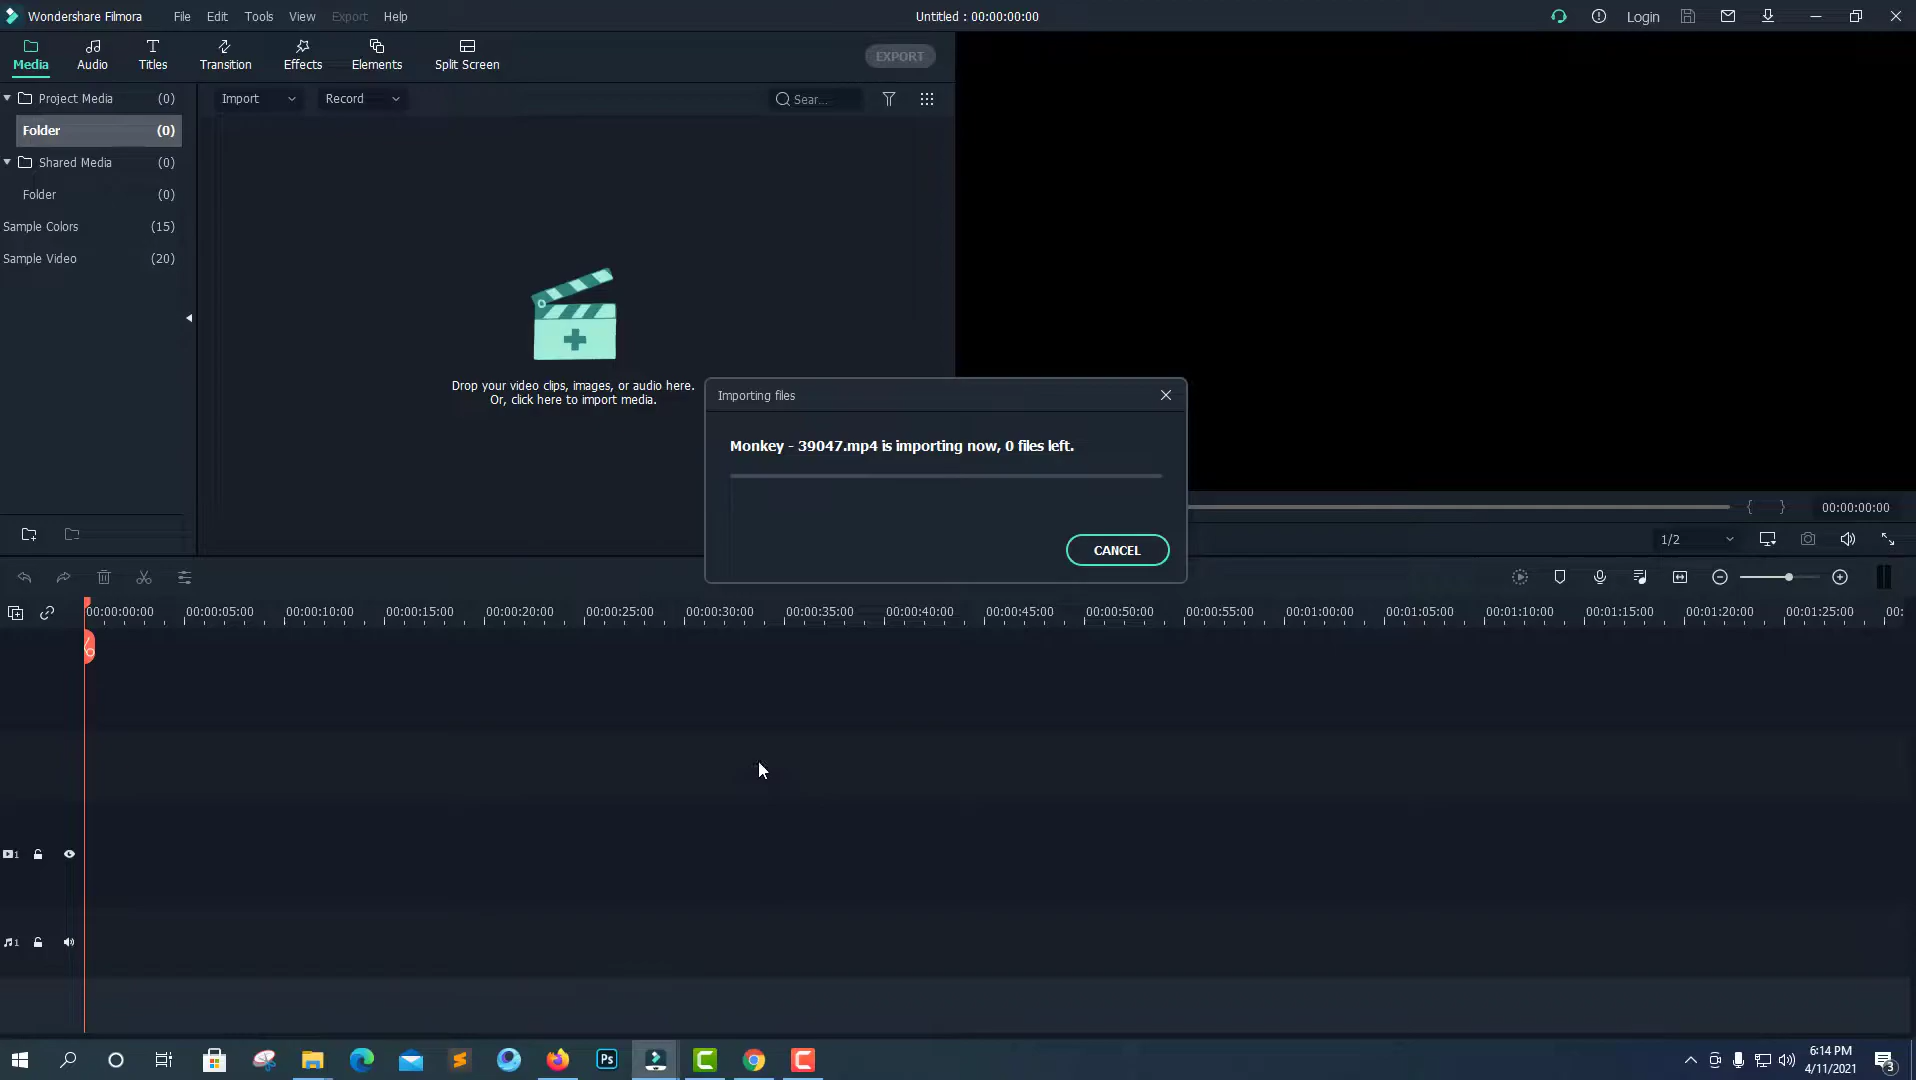 Wondershare Filmora File Edit Tools View Export Help Untitled : 00:00:00:00 Login
Media Audio Titles Transition Effects Elements Split Screen EXPORT
Project Media (0)
Folder (0)
Shared Media (0)
Folder (0)
Sample Colors (15)
Sample Video (20)
Import Record Sear...
Drop your video clips, images, or audio here.
Or, click here to import media.
Importing files
Monkey - 39047.mp4 is importing now, 0 files left.
CANCEL
{ } 00:00:00:00
1/2
00:00:00:00 00:00:05:00 00:00:10:00 00:00:15:00 00:00:20:00 00:00:25:00 00:00:30:00 00:00:35:00 00:00:40:00 00:00:45:00 00:00:50:00 00:00:55:00 00:01:00:00 00:01:05:00 00:01:10:00 00:01:15:00 00:01:20:00 00:01:25:00 00:
1
1
Ps
6:14 PM
4/11/2021
3